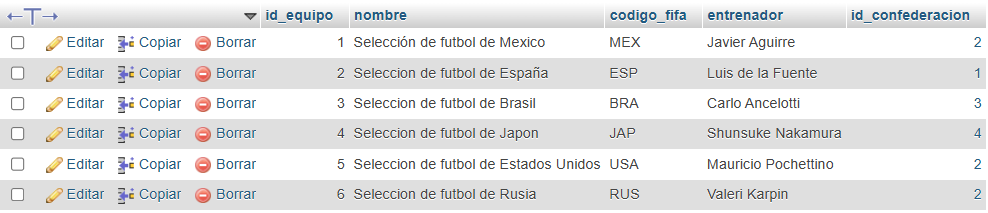 id_equipo nombre codigo_fifa entrenador id_confederacion
Editar Copiar Borrar 1 Selección de futbol de Mexico MEX Javier Aguirre 2
Editar Copiar Borrar 2 Seleccion de futbol de España ESP Luis de la Fuente 1
Editar Copiar Borrar 3 Seleccion de futbol de Brasil BRA Carlo Ancelotti 3
Editar Copiar Borrar 4 Seleccion de futbol de Japon JAP Shunsuke Nakamura 4
Editar Copiar Borrar 5 Seleccion de futbol de Estados Unidos USA Mauricio Pochettino 2
Editar Copiar Borrar 6 Seleccion de futbol de Rusia RUS Valeri Karpin 2